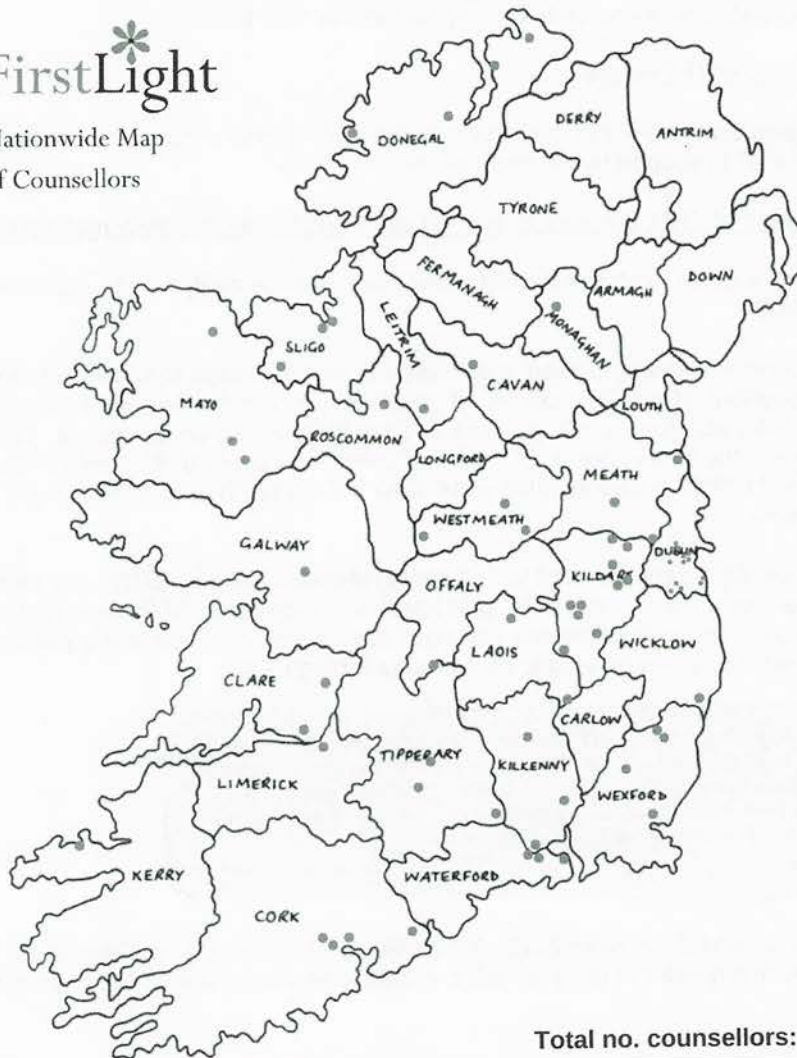 FirstLight
Nationwide Map
of Counsellors
DERRY
ANTRIM
DONEGAL
TYRONE
FERMANAGH
ARMAGH
DOWN
MONAGHAN
LEITRIM
SLIGO
CAVAN
MAYO
LOUTH
ROSCOMMON
LONGFORD
MEATH
WESTMEATH
GALWAY
DUBLIN
KILDARE
OFFALY
LAOIS
WICKLOW
CLARE
CARLOW
TIPPERARY
KILKENNY
LIMERICK
WEXFORD
KERRY
WATERFORD
CORK
Total no. counsellors: